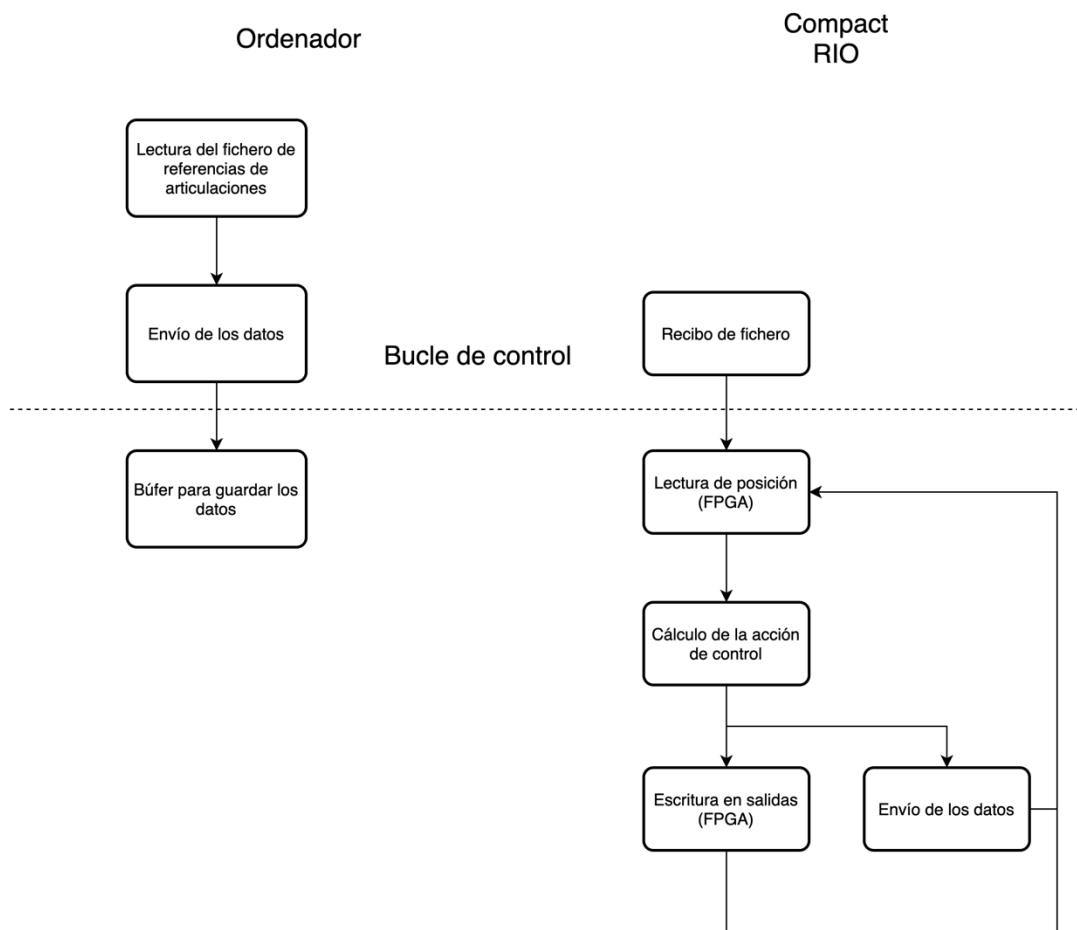 Ordenador
Compact
RIO
Lectura del fichero de
referencias de
articulaciones
Envío de los datos
Recibo de fichero
Bucle de control
Búfer para guardar los
datos
Lectura de posición
(FPGA)
Cálculo de la acción
de control
Escritura en salidas
(FPGA)
Envío de los datos